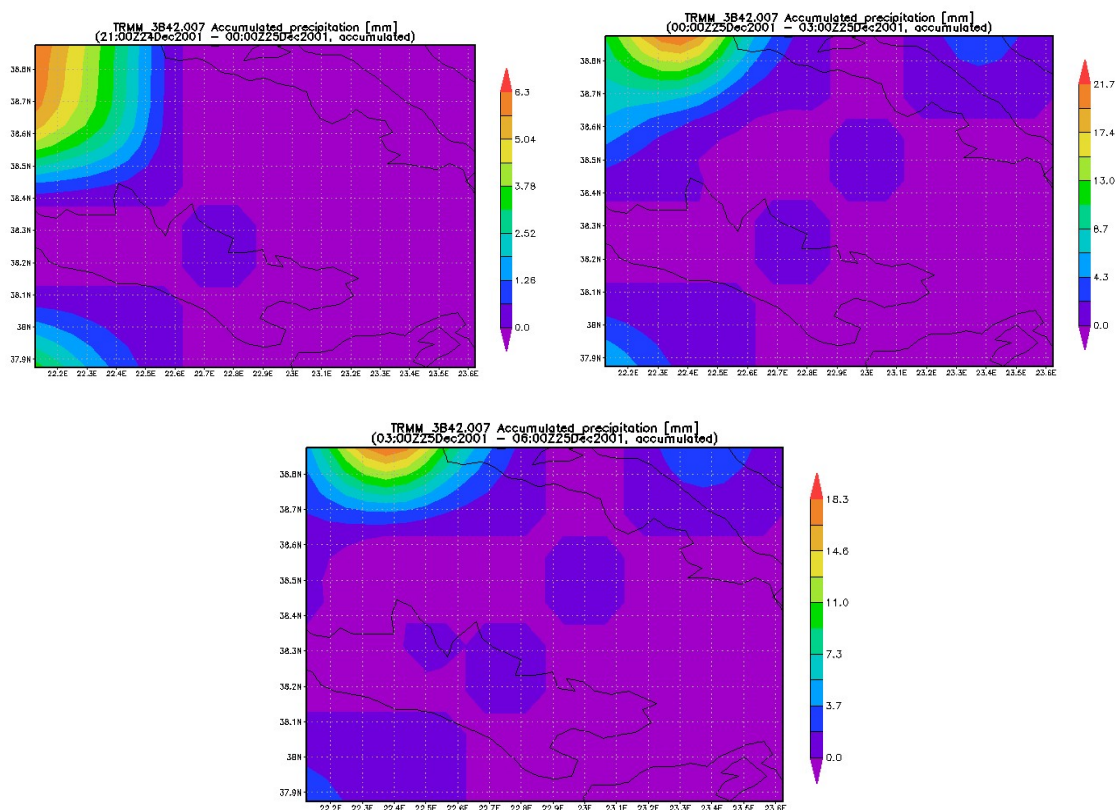 TRMM_3B42.007 Accumulated precipitation [mm]
(21:00Z24Dec2001 – 00:00Z25Dec2001, accumulated)
38.8N
38.7N
38.6N
38.5N
38.4N
38.3N
38.2N
38.1N
38N
37.9N
22.2E 22.3E 22.4E 22.5E 22.6E 22.7E 22.8E 22.9E 23E 23.1E 23.2E 23.3E 23.4E 23.5E 23.6E
6.3
5.04
3.78
2.52
1.26
0.0
TRMM_3B42.007 Accumulated precipitation [mm]
(00:00Z25Dec2001 – 03:00Z25Dec2001, accumulated)
38.8N
38.7N
38.6N
38.5N
38.4N
38.3N
38.2N
38.1N
38N
37.9N
22.2E 22.3E 22.4E 22.5E 22.6E 22.7E 22.8E 22.9E 23E 23.1E 23.2E 23.3E 23.4E 23.5E 23.6E
21.7
17.4
13.0
8.7
4.3
0.0
TRMM_3B42.007 Accumulated precipitation [mm]
(03:00Z25Dec2001 – 06:00Z25Dec2001, accumulated)
38.8N
38.7N
38.6N
38.5N
38.4N
38.3N
38.2N
38.1N
38N
37.9N
22.2E 22.3E 22.4E 22.5E 22.6E 22.7E 22.8E 22.9E 23E 23.1E 23.2E 23.3E 23.4E 23.5E 23.6E
18.3
14.6
11.0
7.3
3.7
0.0